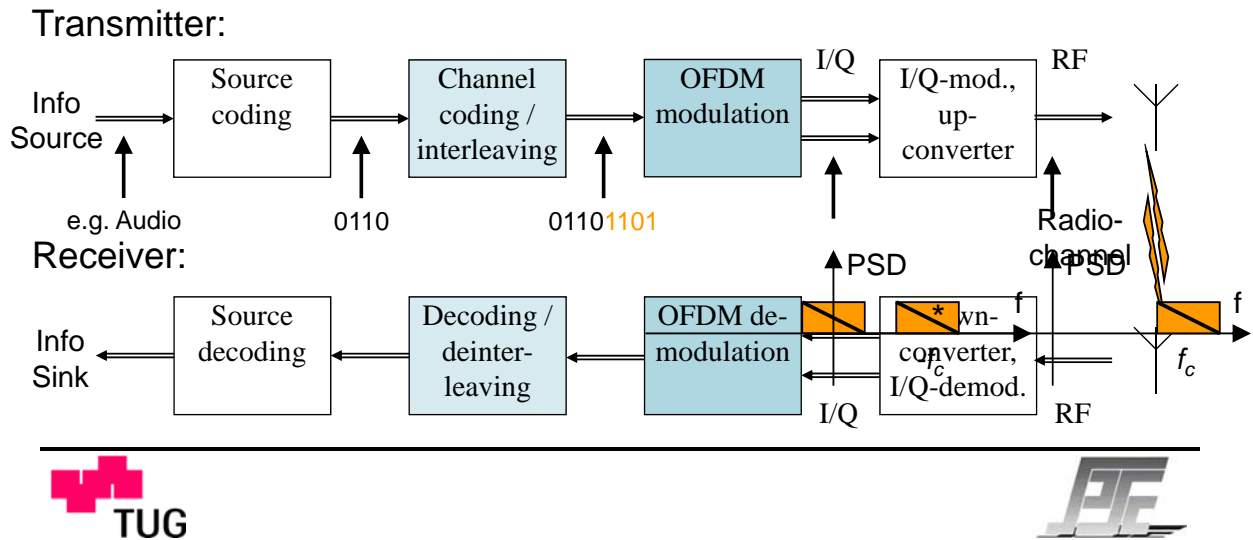 Transmitter:
Info
Source
Source
coding
Channel
coding /
interleaving
OFDM
modulation
I/Q
I/Q-mod.,
up-
converter
RF
e.g. Audio
0110
01101101
Radio-
channel
Receiver:
PSD
PSD
Info
Sink
Source
decoding
Decoding /
deinter-
leaving
OFDM de-
modulation
*
wn-
converter,
I/Q-demod.
f
-fc
f
fc
I/Q
RF
TUG